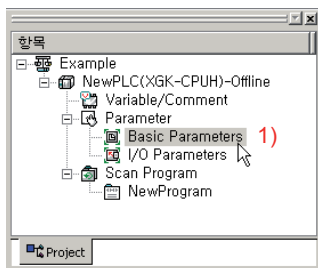 항목
Example
NewPLC(XGK-CPUH)-Offline
Variable/Comment
Parameter
Basic Parameters 1)
I/O Parameters
Scan Program
NewProgram
Project